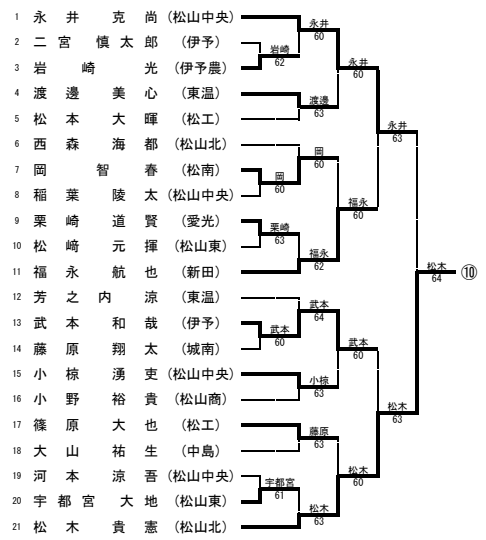 1 永井 克尚 (松山中央)
2 二宮 慎太郎 (伊予)
3 岩崎 光 (伊予農)
4 渡邊 美心 (東温)
5 松本 大暉 (松工)
6 西森 海都 (松山北)
7 岡 智春 (松南)
8 稲葉 陵太 (松山中央)
9 栗崎 道賢 (愛光)
10 松﨑 元揮 (松山東)
11 福永 航也 (新田)
12 芳之内 涼 (東温)
13 武本 和哉 (伊予)
14 藤原 翔太 (城南)
15 小椋 湧吏 (松山中央)
16 小野 裕貴 (松山商)
17 篠原 大也 (松工)
18 大山 祐生 (中島)
19 河本 涼吾 (松山中央)
20 宇都宮 大地 (松山東)
21 松木 貴憲 (松山北)
岩崎
62
岡
60
栗崎
63
武本
60
宇都宮
61
永井
60
渡邊
63
岡
60
福永
62
武本
64
小椋
63
藤原
63
松木
63
永井
60
福永
60
武本
60
松木
60
永井
63
松木
63
松木
64
⑩